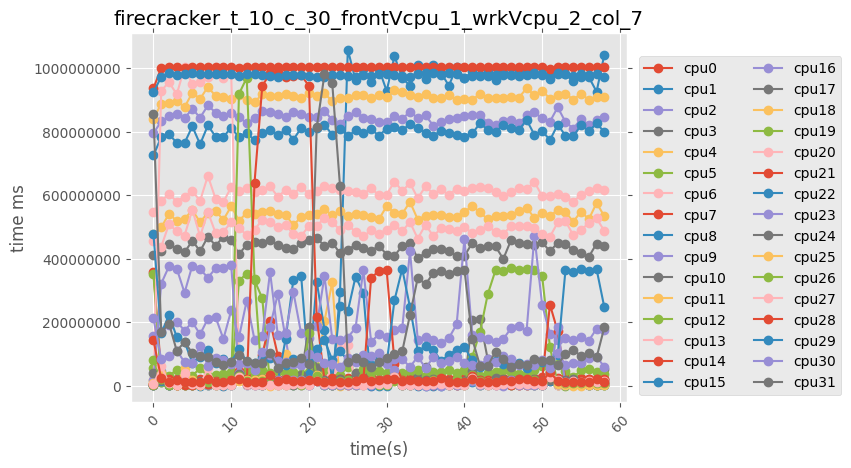 firecracker_t_10_c_30_frontVcpu_1_wrkVcpu_2_col_7
time ms
1000000000
800000000
600000000
400000000
200000000
0
0 10 20 30 40 50 60
time(s)
cpu0 cpu16
cpu1 cpu17
cpu2 cpu18
cpu3 cpu19
cpu4 cpu20
cpu5 cpu21
cpu6 cpu22
cpu7 cpu23
cpu8 cpu24
cpu9 cpu25
cpu10 cpu26
cpu11 cpu27
cpu12 cpu28
cpu13 cpu29
cpu14 cpu30
cpu15 cpu31